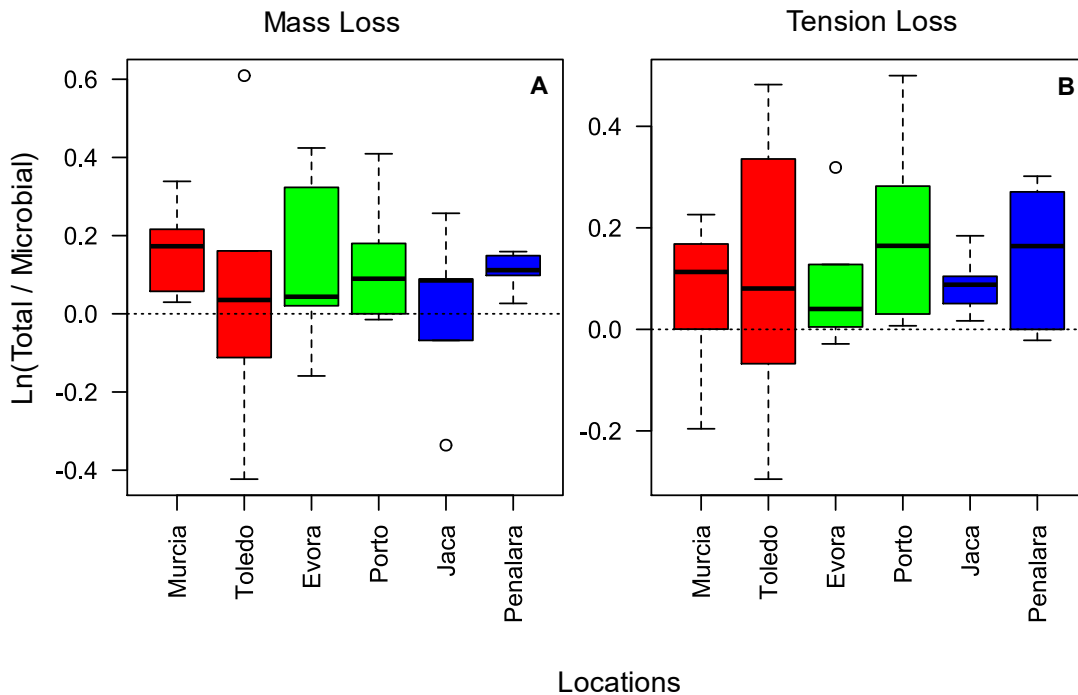 Mass Loss
Tension Loss
A
B
Ln(Total / Microbial)
0.6
0.4
0.2
0.0
-0.2
-0.4
0.4
0.2
0.0
-0.2
Murcia
Toledo
Evora
Porto
Jaca
Penalara
Murcia
Toledo
Evora
Porto
Jaca
Penalara
Locations